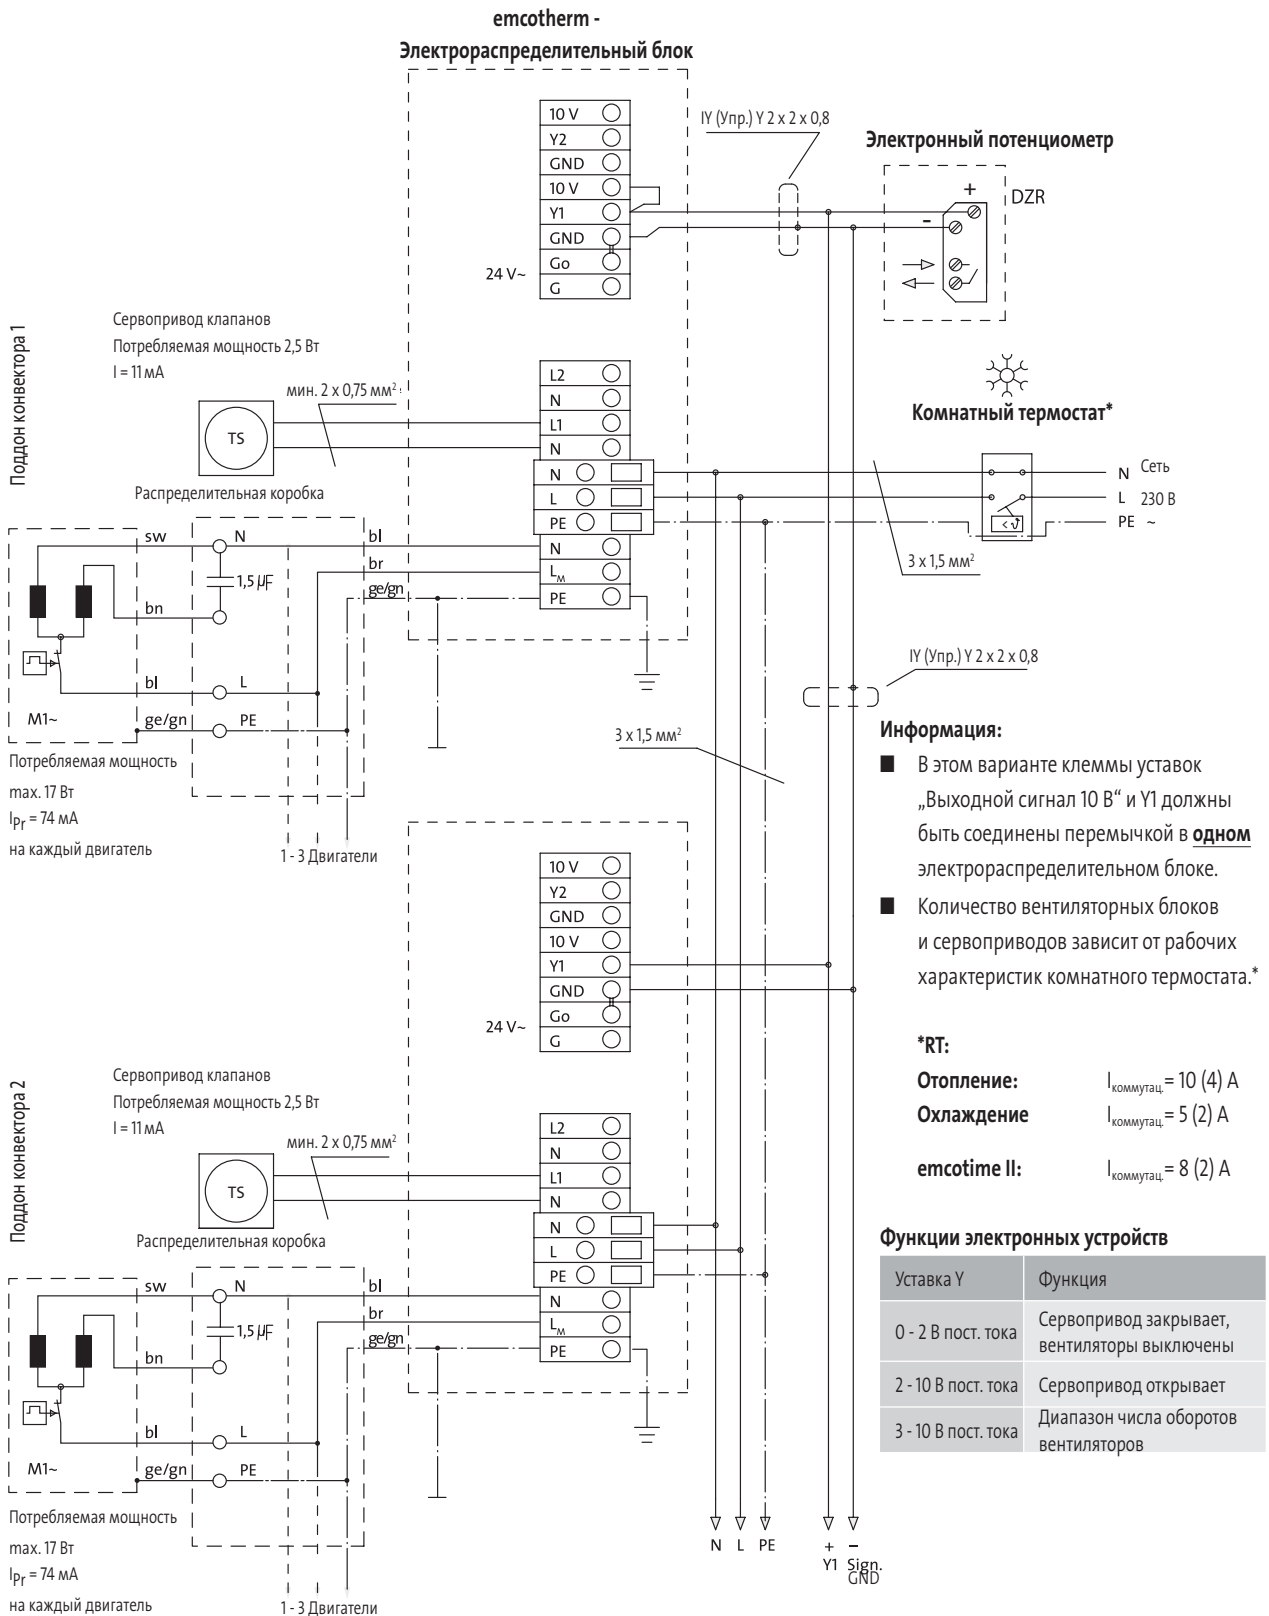 emcotherm -
Электрораспределительный блок
10 V
Y2
GND
10 V
Y1
GND
Go
G
24 V~
IY (Упр.) Y 2 x 2 x 0,8
Электронный потенциометр
+
-
DZR
Поддон конвектора 1
Сервопривод клапанов
Потребляемая мощность 2,5 Вт
I = 11 мА
мин. 2 x 0,75 мм²
TS
L2
N
L1
N
N
L
PE
N
LM
PE
Комнатный термостат*
N Сеть
L 230 В
PE ~
3 x 1,5 мм²
Распределительная коробка
sw
N
bl
1,5 µF
br
bn
ge/gn
bl
L
M1~
ge/gn
PE
Потребляемая мощность
max. 17 Вт
IPr = 74 мА
на каждый двигатель
1 - 3 Двигатели
IY (Упр.) Y 2 x 2 x 0,8
3 x 1,5 мм²
Информация:
В этом варианте клеммы уставок
„Выходной сигнал 10 В“ и Y1 должны
быть соединены перемычкой в одном
электрораспределительном блоке.
Количество вентиляторных блоков
и сервоприводов зависит от рабочих
характеристик комнатного термостата.*
*RT:
Отопление: Iкоммутац.= 10 (4) A
Охлаждение Iкоммутац.= 5 (2) A
emcotime II: Iкоммутац.= 8 (2) A
10 V
Y2
GND
10 V
Y1
GND
Go
G
24 V~
Поддон конвектора 2
Сервопривод клапанов
Потребляемая мощность 2,5 Вт
I = 11 мА
мин. 2 x 0,75 мм²
TS
L2
N
L1
N
N
L
PE
N
LM
PE
Распределительная коробка
sw
N
bl
1,5 µF
br
ge/gn
bn
bl
L
M1~
ge/gn
PE
Потребляемая мощность
max. 17 Вт
IPr = 74 мА
на каждый двигатель
1 - 3 Двигатели
N L PE
+ –
Y1 Sign.
GND
Функции электронных устройств
Уставка Y Функция
0 - 2 В пост. тока Сервопривод закрывает,
вентиляторы выключены
2 - 10 В пост. тока Сервопривод открывает
3 - 10 В пост. тока Диапазон числа оборотов
вентиляторов